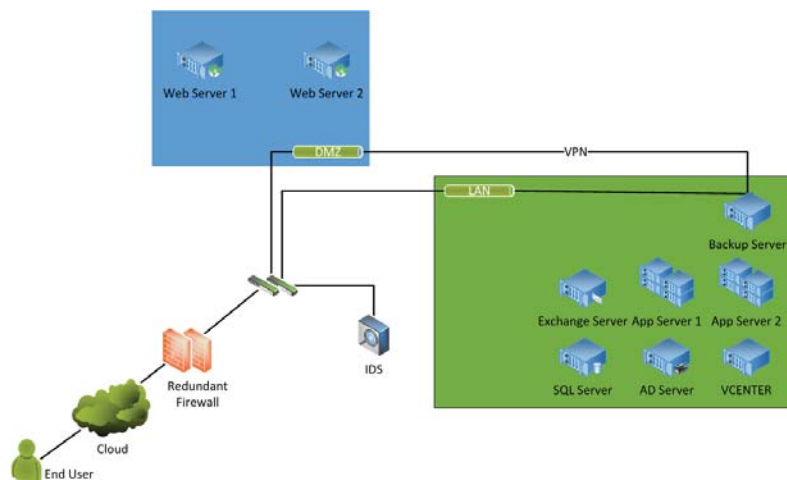 Web Server 1
Web Server 2
DMZ
VPN
LAN
Backup Server
Exchange Server
App Server 1
App Server 2
IDS
SQL Server
AD Server
VCENTER
Redundant
Firewall
Cloud
End User